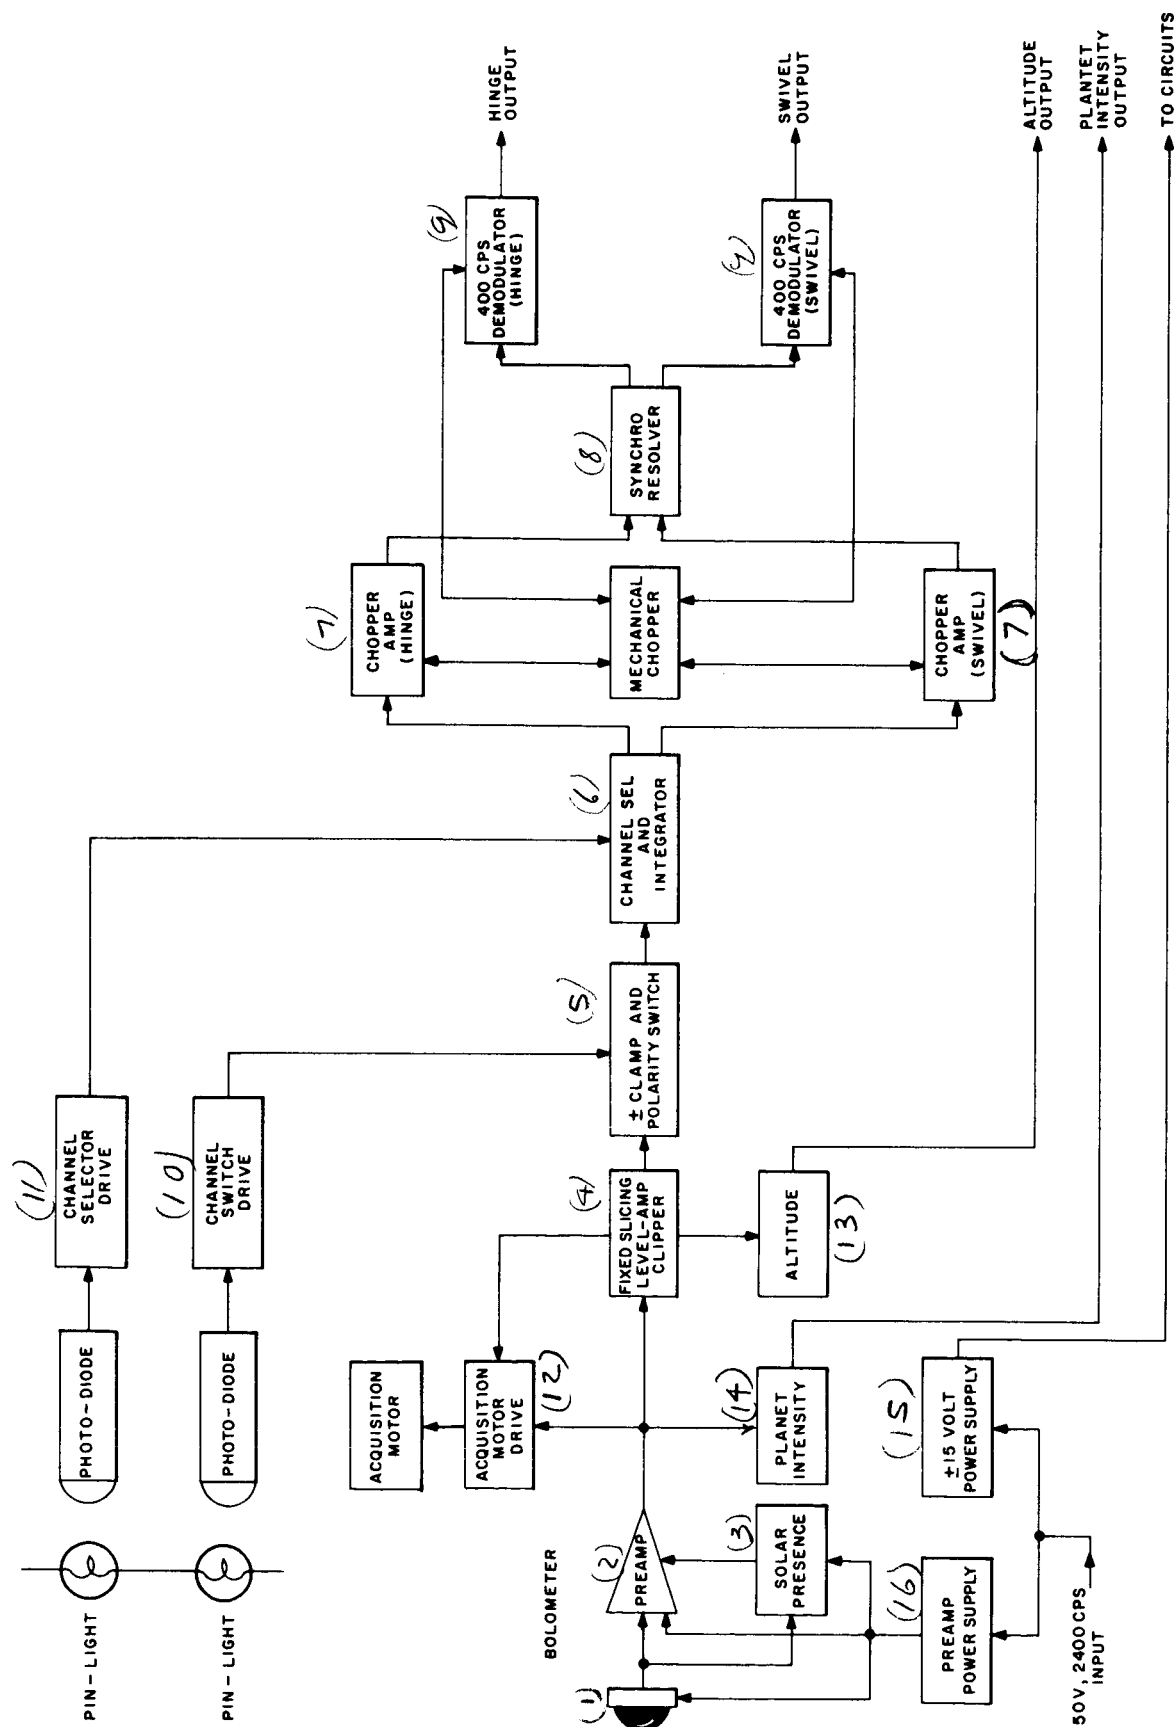 PIN-LIGHT
PHOTO-DIODE
(11)
CHANNEL
SELECTOR
DRIVE
PIN-LIGHT
PHOTO-DIODE
(10)
CHANNEL
SWITCH
DRIVE
ACQUISITION
MOTOR
(7)
CHOPPER
AMP
(HINGE)
ACQUISITION
MOTOR
DRIVE
(12)
(9)
400 CPS
DEMODULATOR
(HINGE)
HINGE
OUTPUT
BOLOMETER
(1)
(2)
PREAMP
(4)
FIXED SLICING
LEVEL-AMP
CLIPPER
(5)
± CLAMP AND
POLARITY SWITCH
(6)
CHANNEL SEL
AND
INTEGRATOR
MECHANICAL
CHOPPER
(8)
SYNCHRO
RESOLVER
(3)
SOLAR
PRESENCE
(14)
PLANET
INTENSITY
ALTITUDE
(13)
(9)
400 CPS
DEMODULATOR
(SWIVEL)
SWIVEL
OUTPUT
(16)
PREAMP
POWER SUPPLY
(15)
±15 VOLT
POWER SUPPLY
CHOPPER
AMP
(SWIVEL)
(7)
ALTITUDE
OUTPUT
PLANTET
INTENSITY
OUTPUT
50V, 2400 CPS
INPUT
TO CIRCUITS